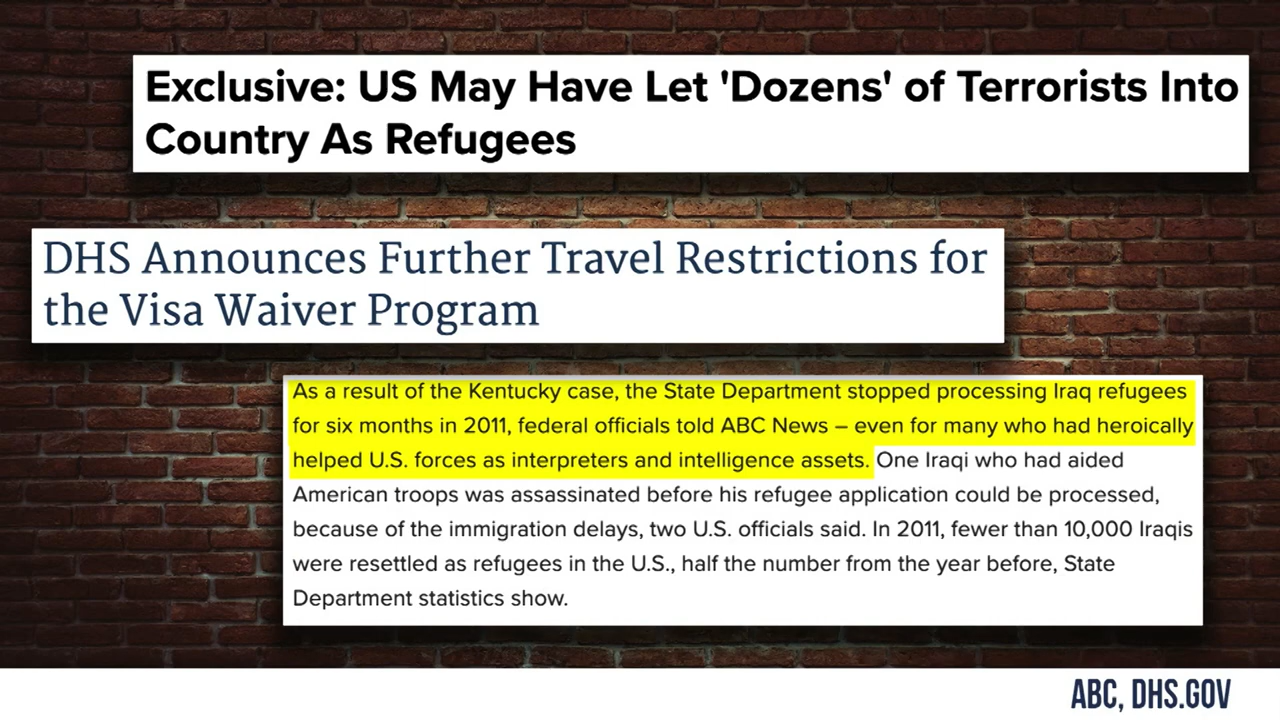 Exclusive: US May Have Let 'Dozens' of Terrorists Into
Country As Refugees
DHS Announces Further Travel Restrictions for
the Visa Waiver Program
As a result of the Kentucky case, the State Department stopped processing Iraq refugees
for six months in 2011, federal officials told ABC News – even for many who had heroically
helped U.S. forces as interpreters and intelligence assets. One Iraqi who had aided
American troops was assassinated before his refugee application could be processed,
because of the immigration delays, two U.S. officials said. In 2011, fewer than 10,000 Iraqis
were resettled as refugees in the U.S., half the number from the year before, State
Department statistics show.
ABC, DHS.GOV